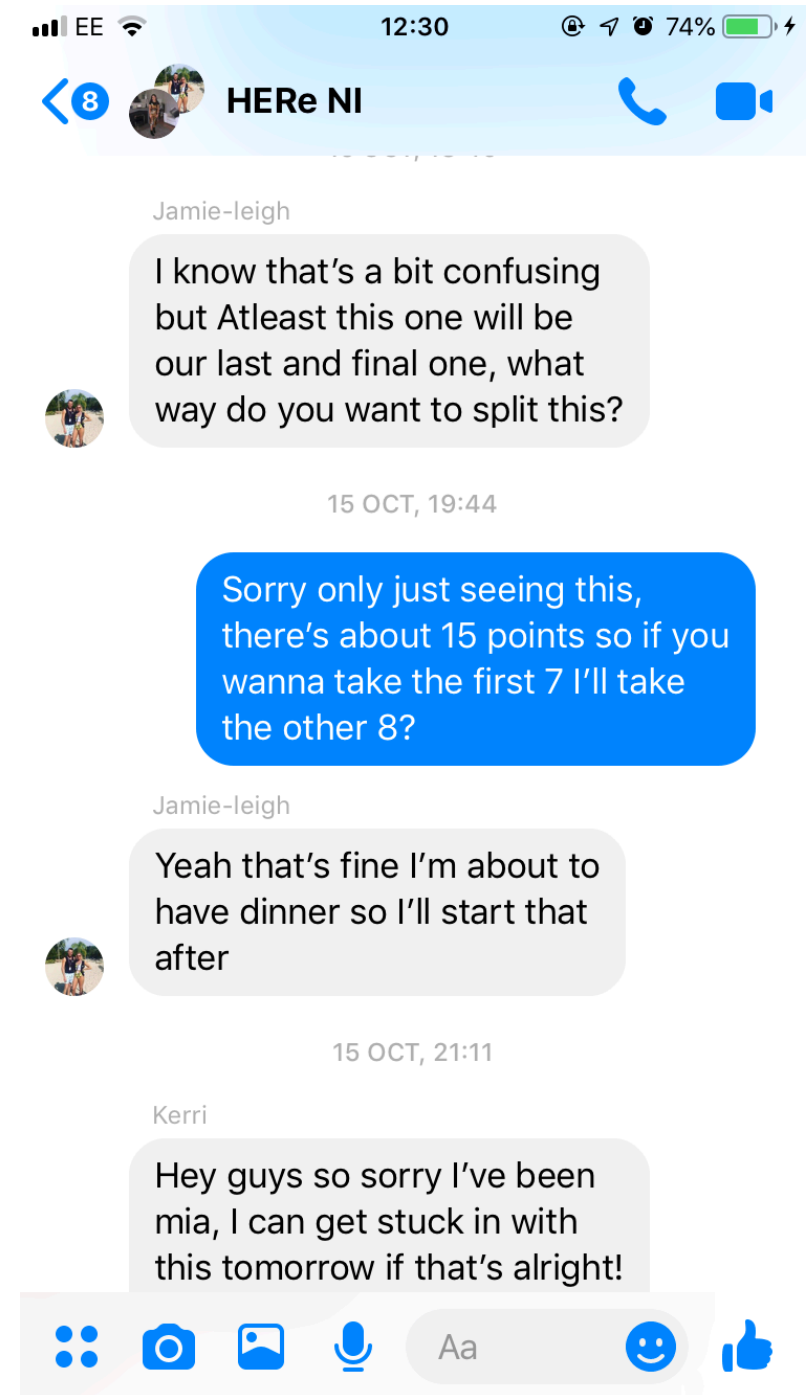 EE 12:30 74%
8 HERe NI
Jamie-leigh
I know that's a bit confusing
but Atleast this one will be
our last and final one, what
way do you want to split this?
15 OCT, 19:44
Sorry only just seeing this,
there's about 15 points so if you
wanna take the first 7 I'll take
the other 8?
Jamie-leigh
Yeah that's fine I'm about to
have dinner so I'll start that
after
15 OCT, 21:11
Kerri
Hey guys so sorry I've been
mia, I can get stuck in with
this tomorrow if that's alright!
Aa